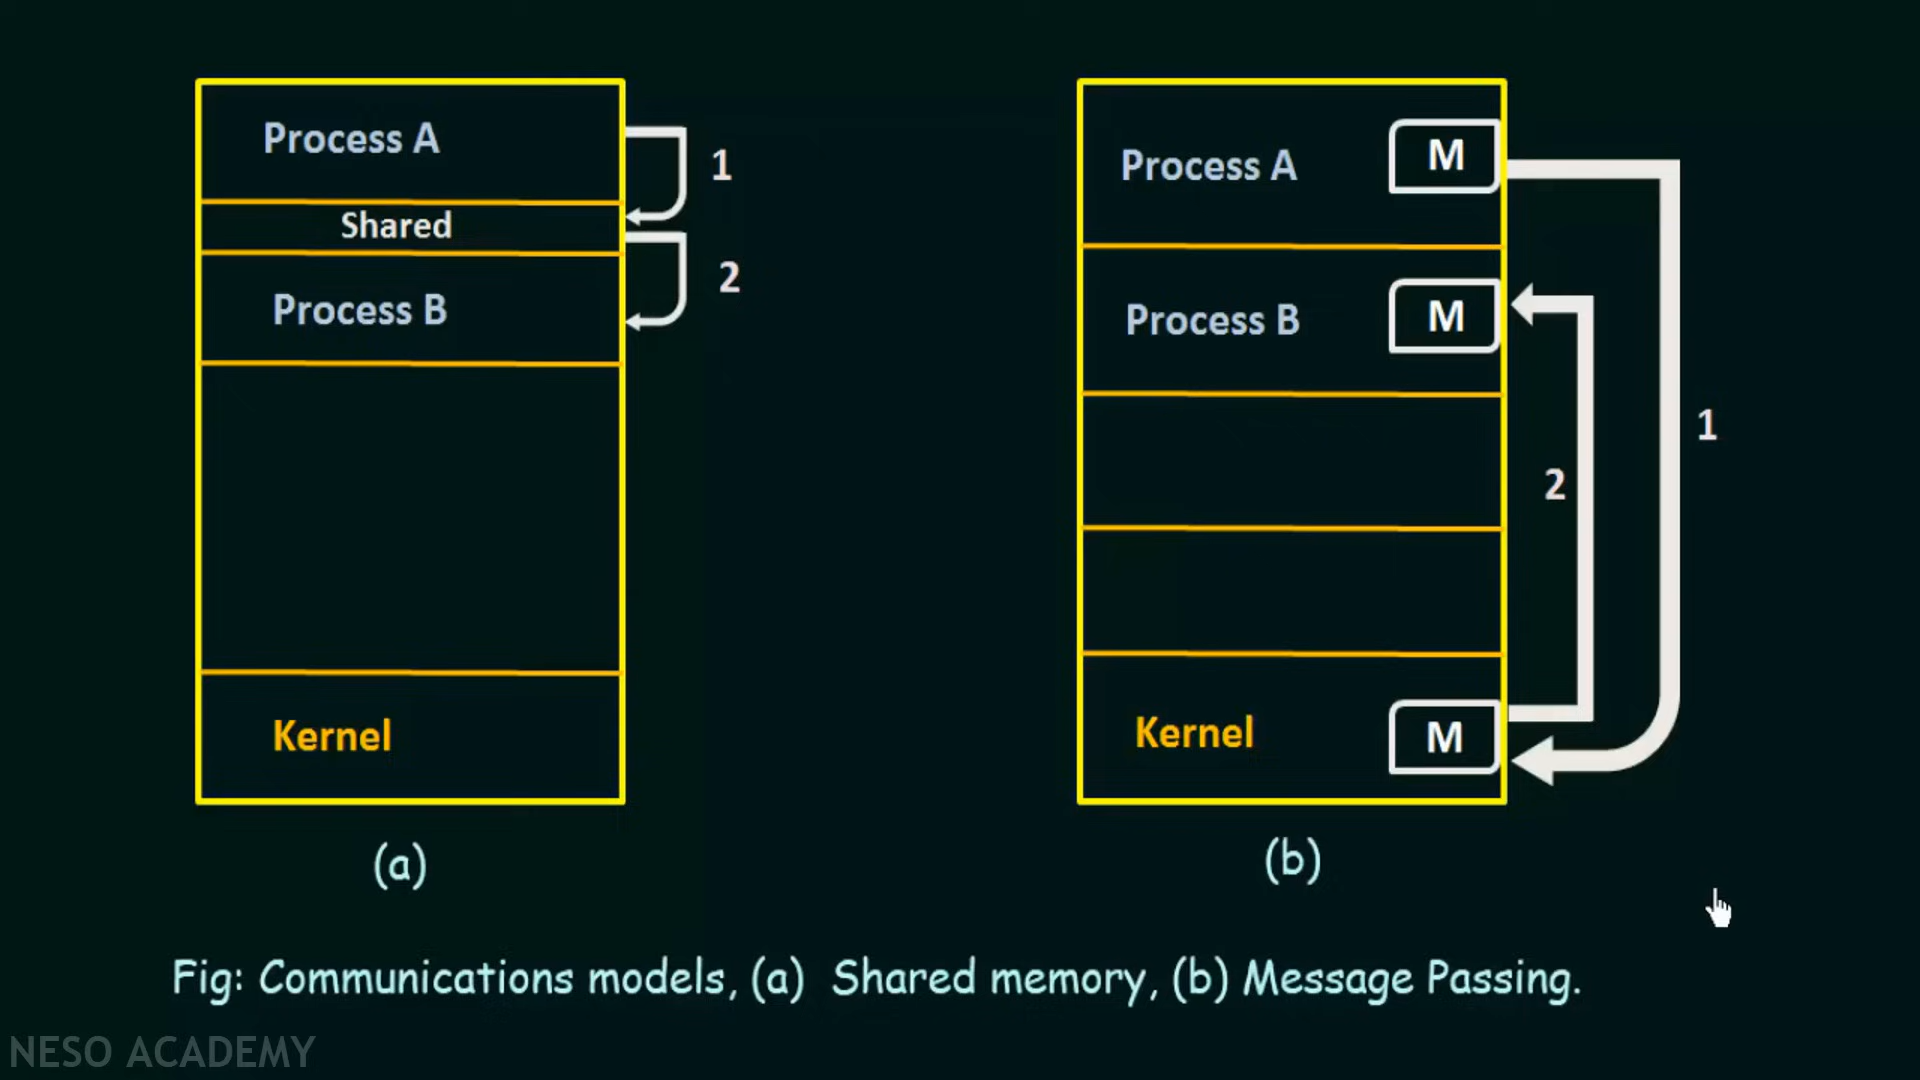 Process A
1
Shared
2
Process B
Kernel
(a)
Process A M
Process B M
1
2
Kernel M
(b)
Fig: Communications models, (a) Shared memory, (b) Message Passing.
NESO ACADEMY